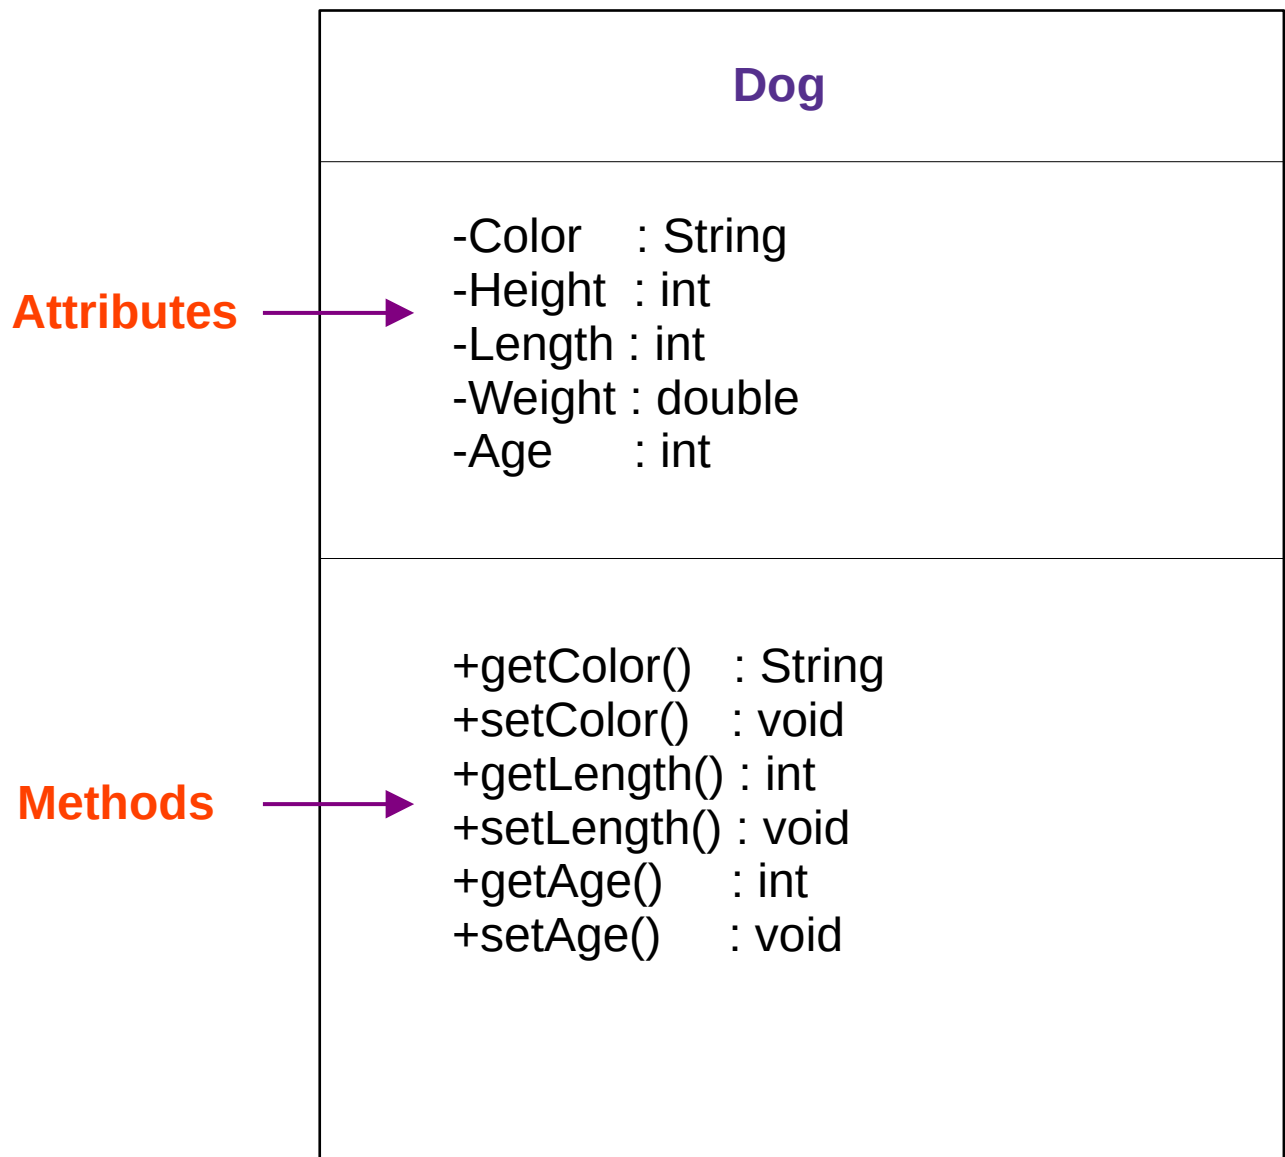 Dog
Attributes
-Color : String
-Height : int
-Length : int
-Weight : double
-Age : int
Methods
+getColor() : String
+setColor() : void
+getLength() : int
+setLength() : void
+getAge() : int
+setAge() : void